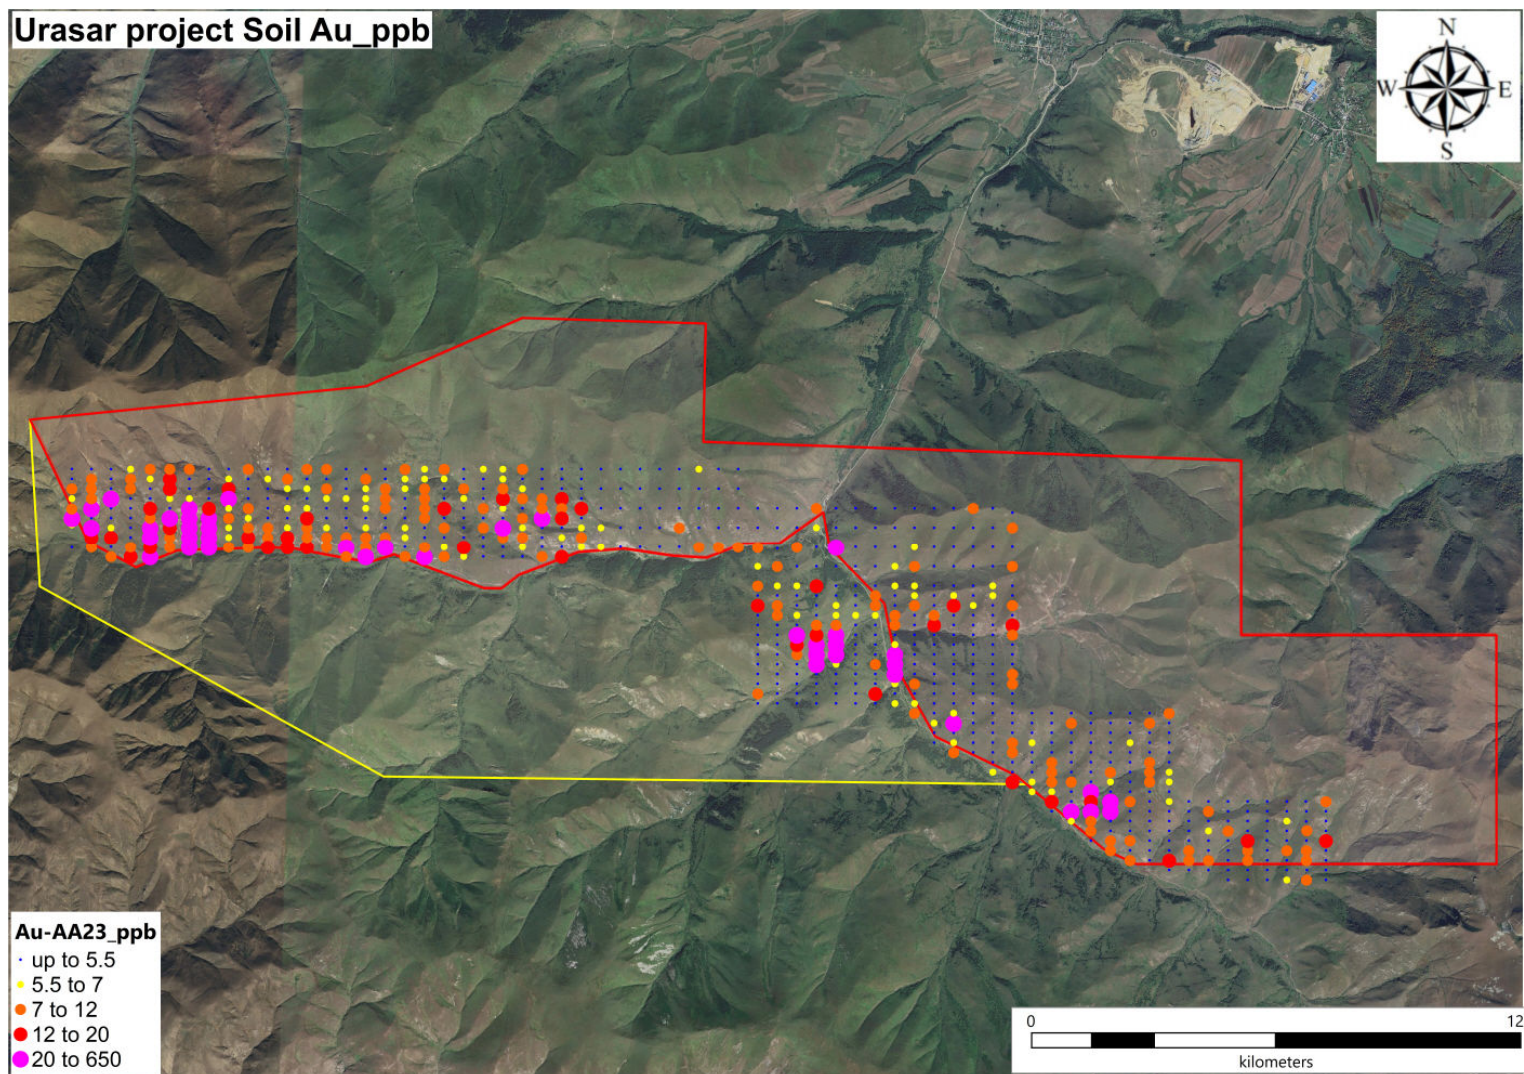 Urasar project Soil Au_ppb
N
W
E
S
Au-AA23_ppb
up to 5.5
5.5 to 7
7 to 12
12 to 20
20 to 650
0
12
kilometers